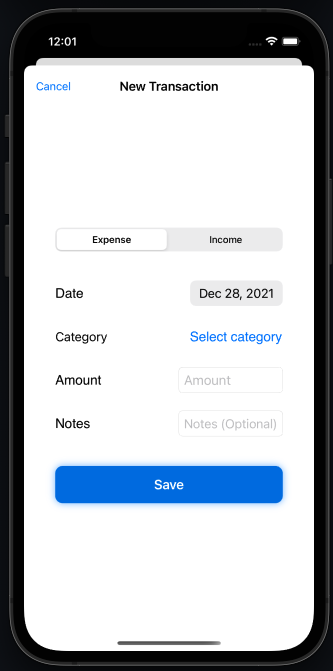 12:01
Cancel New Transaction
Expense Income
Date Dec 28, 2021
Category Select category
Amount Amount
Notes Notes (Optional)
Save